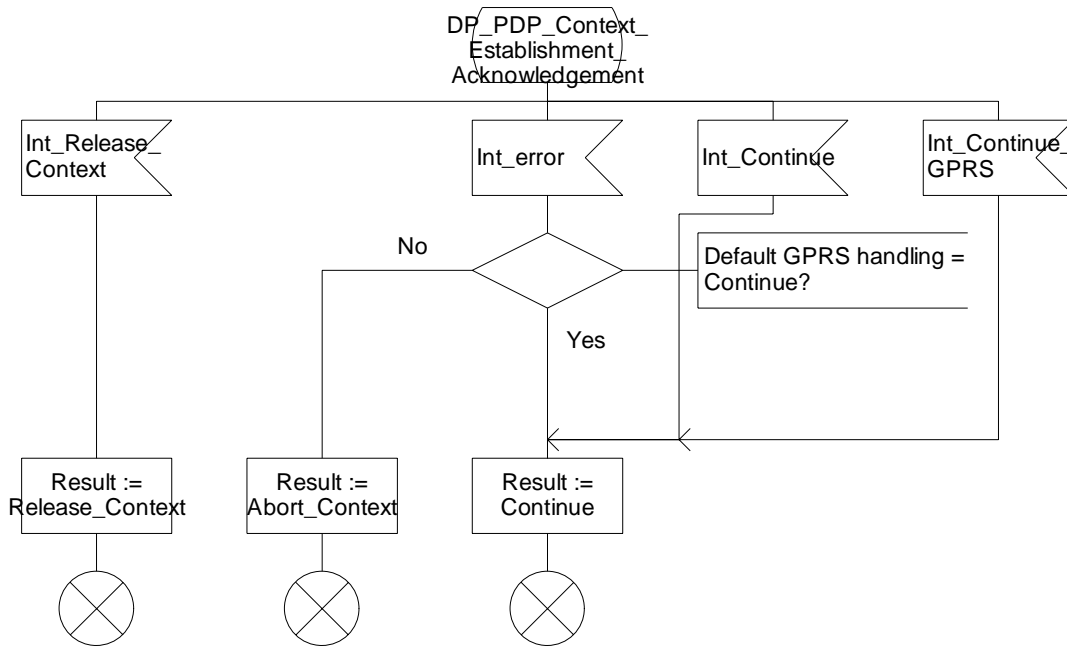 DP_PDP_Context_
Establishment_
Acknowledgement
Int_Release_
Context
Int_error
Int_Continue
Int_Continue_
GPRS
No
Default GPRS handling =
Continue?
Yes
Result :=
Release_Context
Result :=
Abort_Context
Result :=
Continue